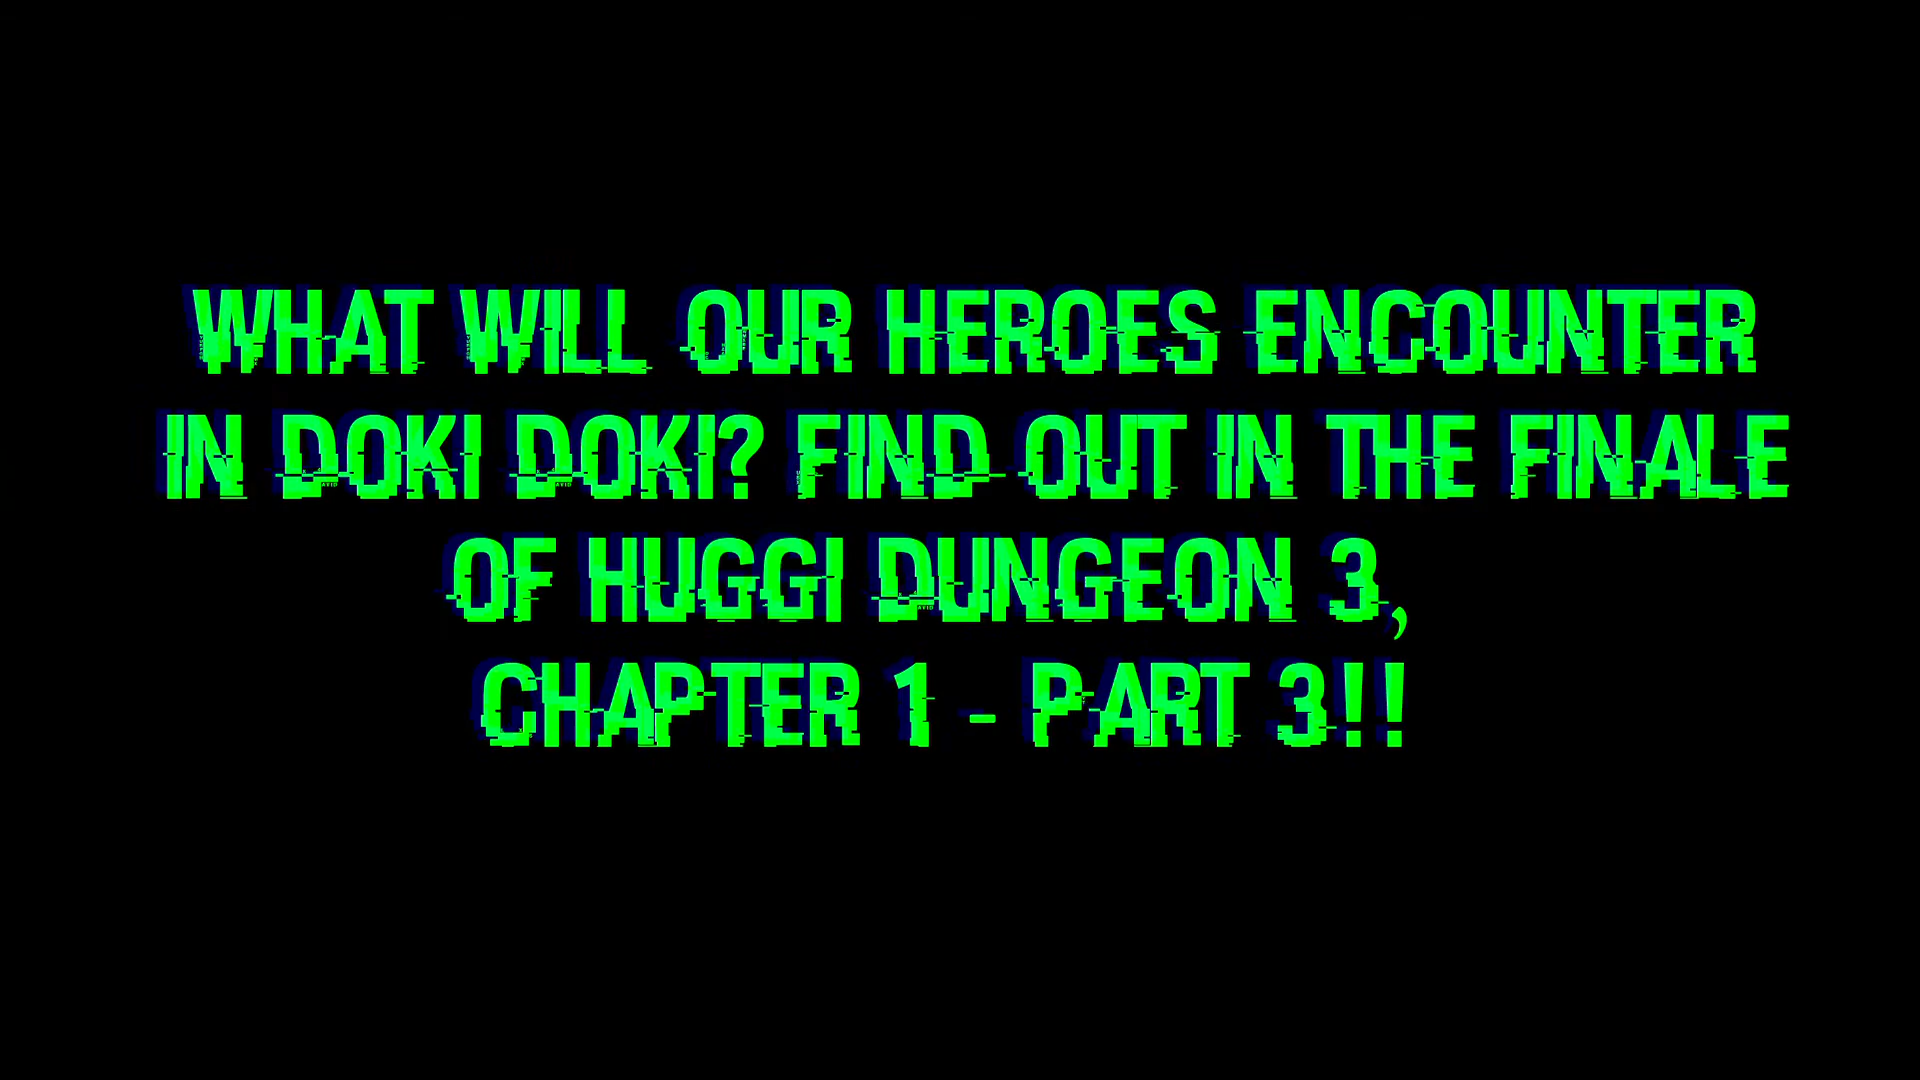 WHAT WILL OUR HEROES ENCOUNTER
IN DOKI DOKI? FIND OUT IN THE FINALE
OF HUGGI DUNGEON 3,
CHAPTER 1 - PART 3!!